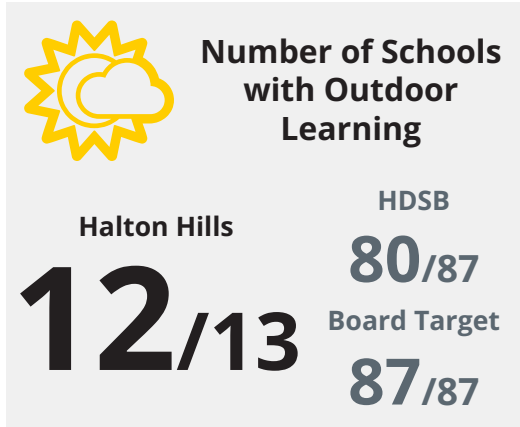 Number of Schools
with Outdoor
Learning
Halton Hills
12/13
HDSB
80/87
Board Target
87/87